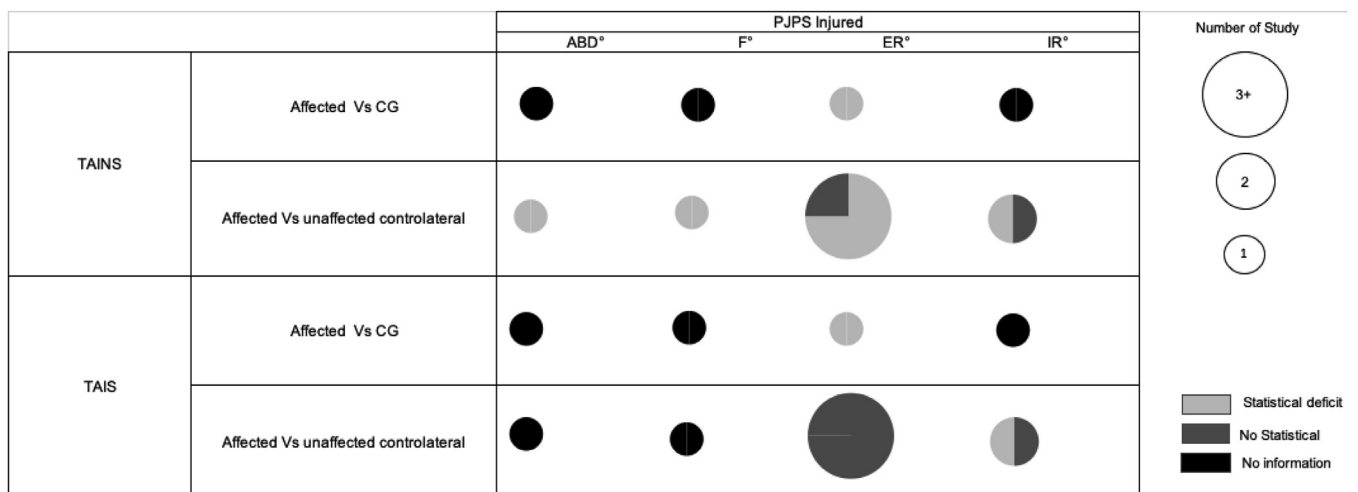 PJPS Injured
Number of Study
ABD° F° ER° IR°
Affected Vs CG
3+
TAINS
2
Affected Vs unaffected controlateral
1
Affected Vs CG
TAIS
Statistical deficit
No Statistical
Affected Vs unaffected controlateral
No information